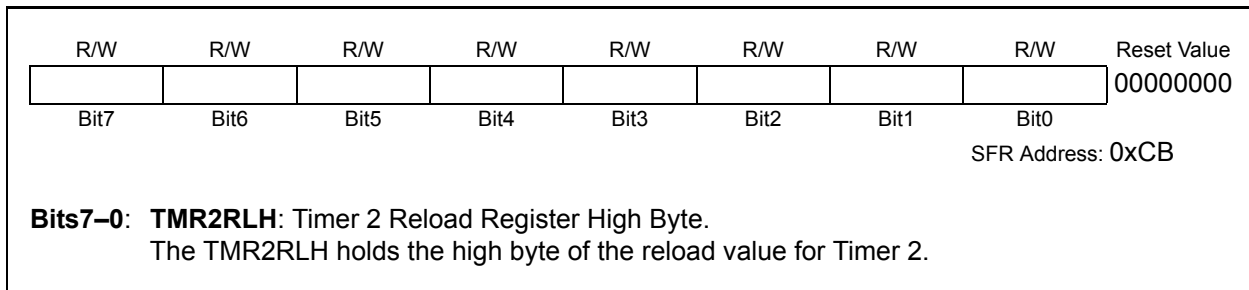 R/W R/W R/W R/W R/W R/W R/W R/W Reset Value
00000000
Bit7 Bit6 Bit5 Bit4 Bit3 Bit2 Bit1 Bit0
SFR Address: 0xCB
Bits7–0: TMR2RLH: Timer 2 Reload Register High Byte.
The TMR2RLH holds the high byte of the reload value for Timer 2.